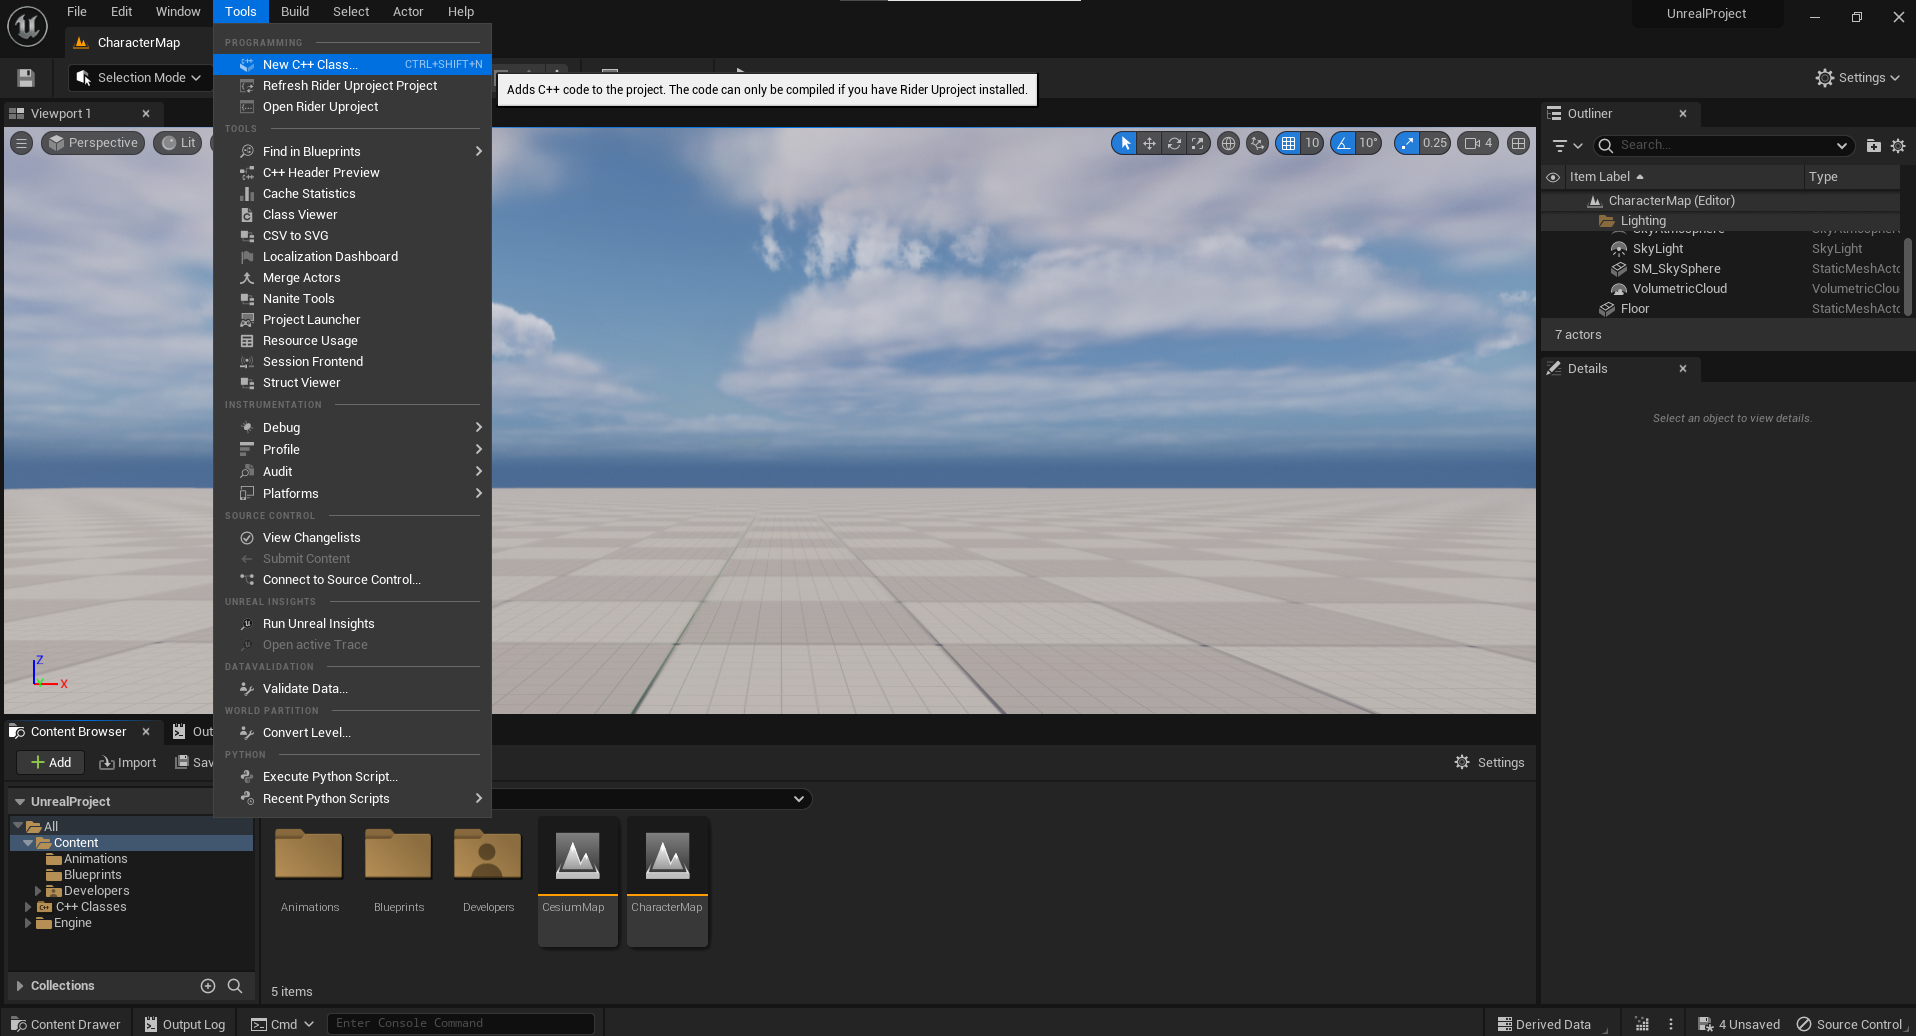 File Edit Window Tools Build Select Actor Help
UnrealProject
CharacterMap
Selection Mode
Settings
PROGRAMMING
New C++ Class... CTRL+SHIFT+N
Refresh Rider Uproject Project
Open Rider Uproject
Adds C++ code to the project. The code can only be compiled if you have Rider Uproject installed.
TOOLS
Find in Blueprints
C++ Header Preview
Cache Statistics
Class Viewer
CSV to SVG
Localization Dashboard
Merge Actors
Nanite Tools
Project Launcher
Resource Usage
Session Frontend
Struct Viewer
INSTRUMENTATION
Debug
Profile
Audit
Platforms
SOURCE CONTROL
View Changelists
Submit Content
Connect to Source Control...
UNREAL INSIGHTS
Run Unreal Insights
Open active Trace
DATAVALIDATION
Validate Data...
WORLD PARTITION
Convert Level...
PYTHON
Execute Python Script...
Recent Python Scripts
Viewport 1
Perspective Lit
10 10° 0.25 4
Z
Y X
Outliner
Search...
Item Label Type
CharacterMap (Editor)
Lighting
SkyAtmosphere SkyAtmosphere
SkyLight SkyLight
SM_SkySphere StaticMeshActo
VolumetricCloud VolumetricClou
Floor StaticMeshActo
7 actors
Details
Select an object to view details.
Content Browser Out
Add Import Sav
Settings
UnrealProject
All
Content
Animations
Blueprints
Developers
C++ Classes
Engine
Collections
Animations Blueprints Developers CesiumMap CharacterMap
5 items
Content Drawer Output Log Cmd Enter Console Command
Derived Data 4 Unsaved Source Control